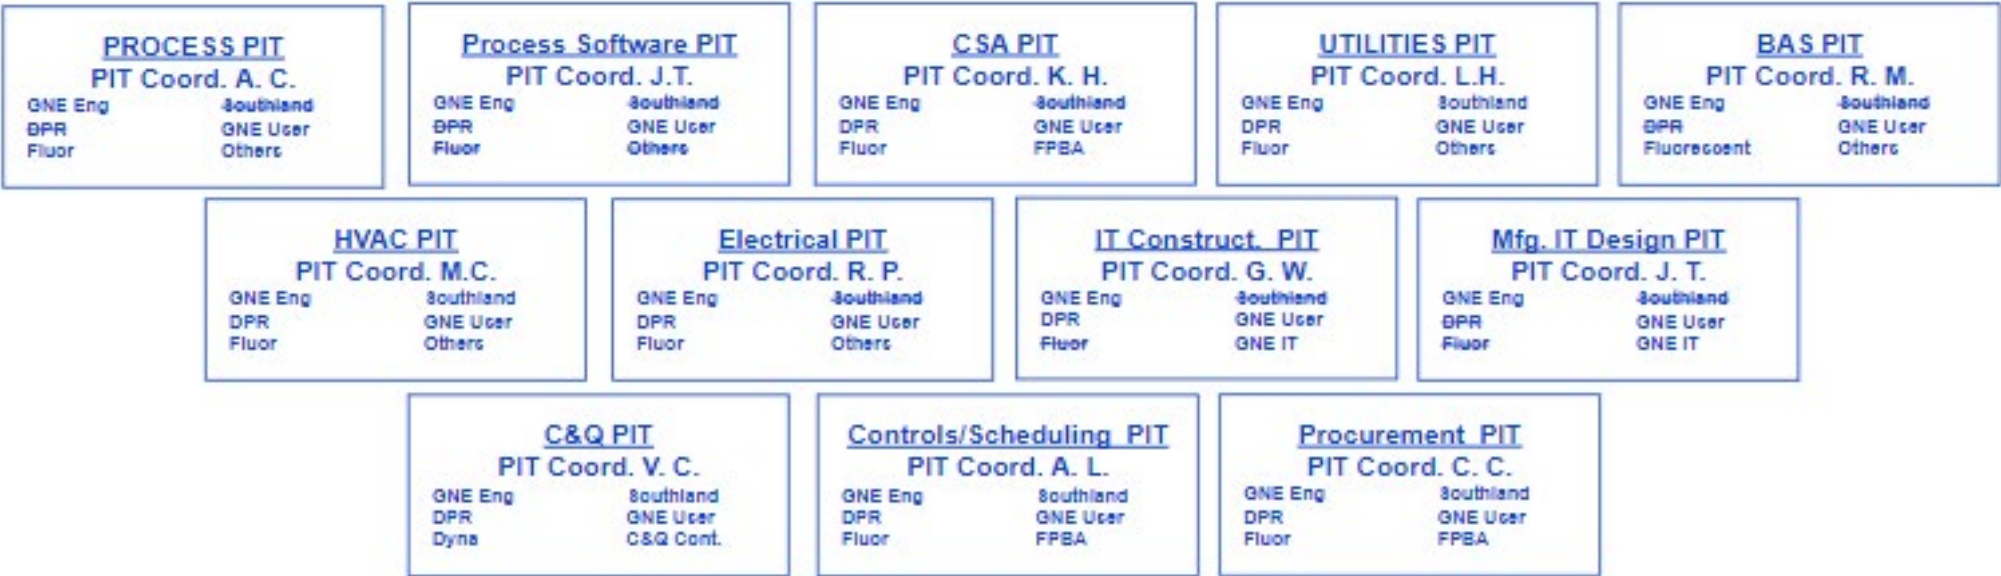 PROCESS PIT
PIT Coord. A. C.
GNE Eng Southland
DPR GNE User
Fluor Others
Process Software PIT
PIT Coord. J.T.
GNE Eng Southland
DPR GNE User
Fluor Others
CSA PIT
PIT Coord. K. H.
GNE Eng Southland
DPR GNE User
Fluor FPBA
UTILITIES PIT
PIT Coord. L.H.
GNE Eng Southland
DPR GNE User
Fluor Others
BAS PIT
PIT Coord. R. M.
GNE Eng Southland
DPR GNE User
Fluorescent Others
HVAC PIT
PIT Coord. M.C.
GNE Eng Southland
DPR GNE User
Fluor Others
Electrical PIT
PIT Coord. R. P.
GNE Eng Southland
DPR GNE User
Fluor Others
IT Construct. PIT
PIT Coord. G. W.
GNE Eng Southland
DPR GNE User
Fluor GNE IT
Mfg. IT Design PIT
PIT Coord. J. T.
GNE Eng Southland
DPR GNE User
Fluor GNE IT
C&Q PIT
PIT Coord. V. C.
GNE Eng Southland
DPR GNE User
Dyna C&Q Cont.
Controls/Scheduling PIT
PIT Coord. A. L.
GNE Eng Southland
DPR GNE User
Fluor FPBA
Procurement PIT
PIT Coord. C. C.
GNE Eng Southland
DPR GNE User
Fluor FPBA